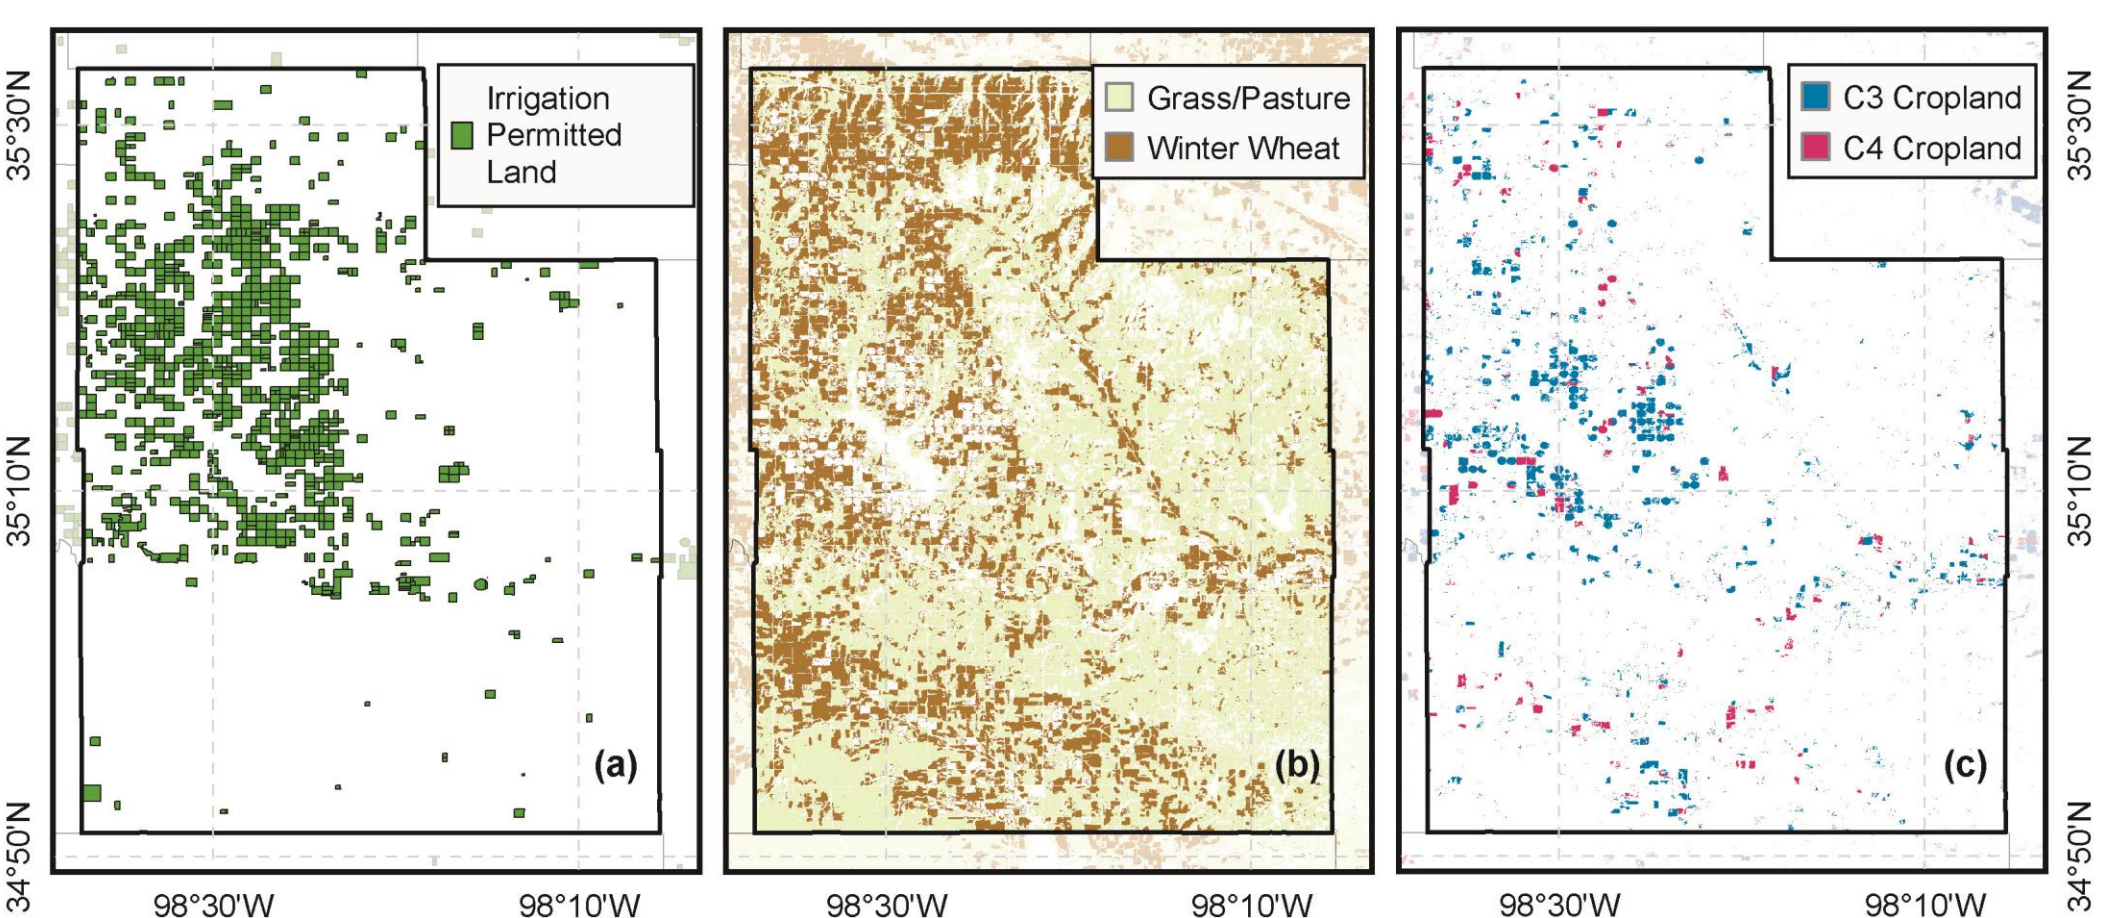 Irrigation
Permitted
Land
Grass/Pasture
Winter Wheat
C3 Cropland
C4 Cropland
35°30'N
35°10'N
34°50'N
35°30'N
35°10'N
34°50'N
(a)
(b)
(c)
98°30'W
98°10'W
98°30'W
98°10'W
98°30'W
98°10'W